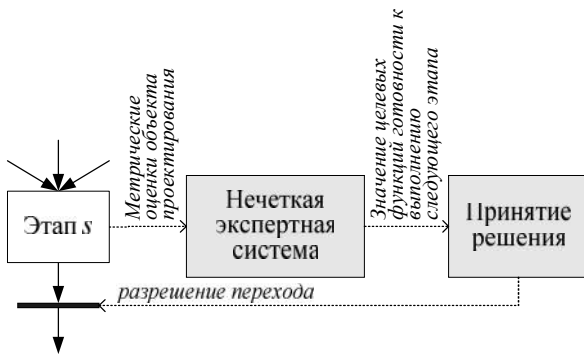 Этап s
Метрические
оценки объекта
проектирования
Нечеткая
экспертная
система
Значение целевых
функций готовности к
выполнению
следующего этапа
Принятие
решения
разрешение перехода